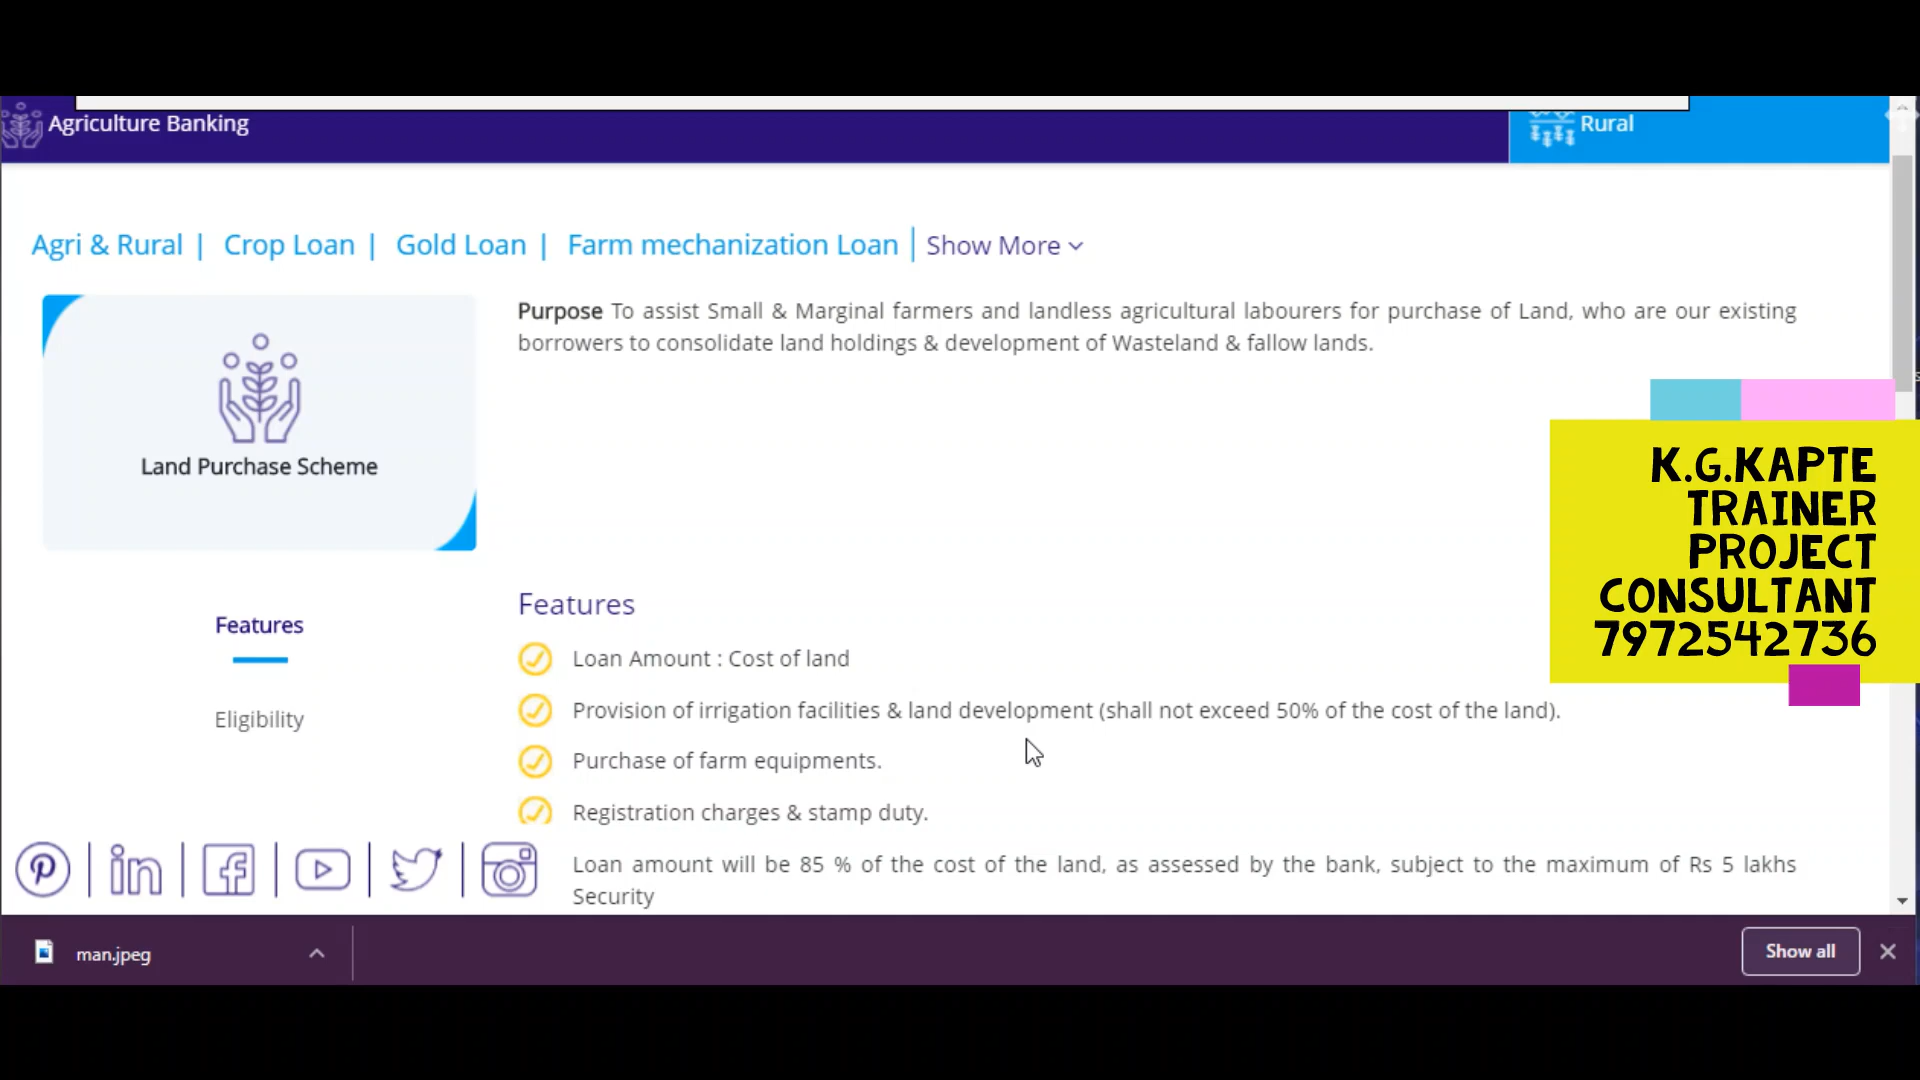 Agriculture Banking
Rural
Agri & Rural | Crop Loan | Gold Loan | Farm mechanization Loan | Show More
Purpose To assist Small & Marginal farmers and landless agricultural labourers for purchase of Land, who are our existing
borrowers to consolidate land holdings & development of Wasteland & fallow lands.
Land Purchase Scheme
K.G.KAPTE
TRAINER
PROJECT
CONSULTANT
7972542736
Features
Eligibility
Features
Loan Amount : Cost of land
Provision of irrigation facilities & land development (shall not exceed 50% of the cost of the land).
Purchase of farm equipments.
Registration charges & stamp duty.
Loan amount will be 85 % of the cost of the land, as assessed by the bank, subject to the maximum of Rs 5 lakhs
Security
man.jpeg
Show all